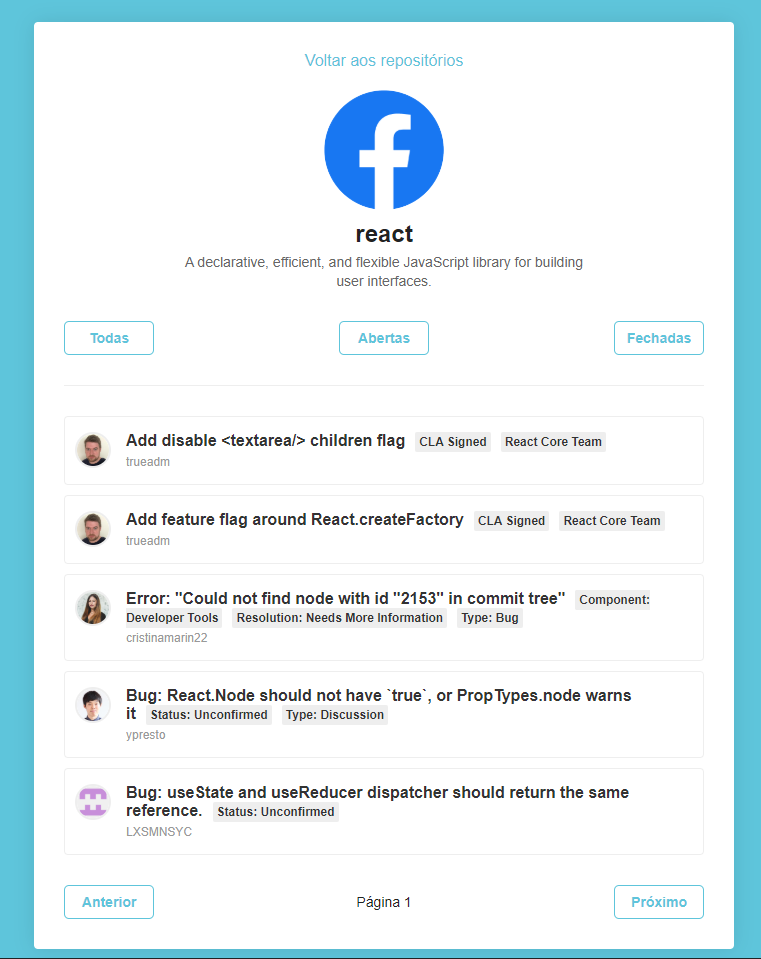 Voltar aos repositórios
react
A declarative, efficient, and flexible JavaScript library for building
user interfaces.
Todas Abertas Fechadas
Add disable <textarea/> children flag CLA Signed React Core Team
trueadm
Add feature flag around React.createFactory CLA Signed React Core Team
trueadm
Error: "Could not find node with id "2153" in commit tree" Component:
Developer Tools Resolution: Needs More Information Type: Bug
cristinamarin22
Bug: React.Node should not have `true`, or PropTypes.node warns
it Status: Unconfirmed Type: Discussion
ypresto
Bug: useState and useReducer dispatcher should return the same
reference. Status: Unconfirmed
LXSMNSYC
Anterior Página 1 Próximo